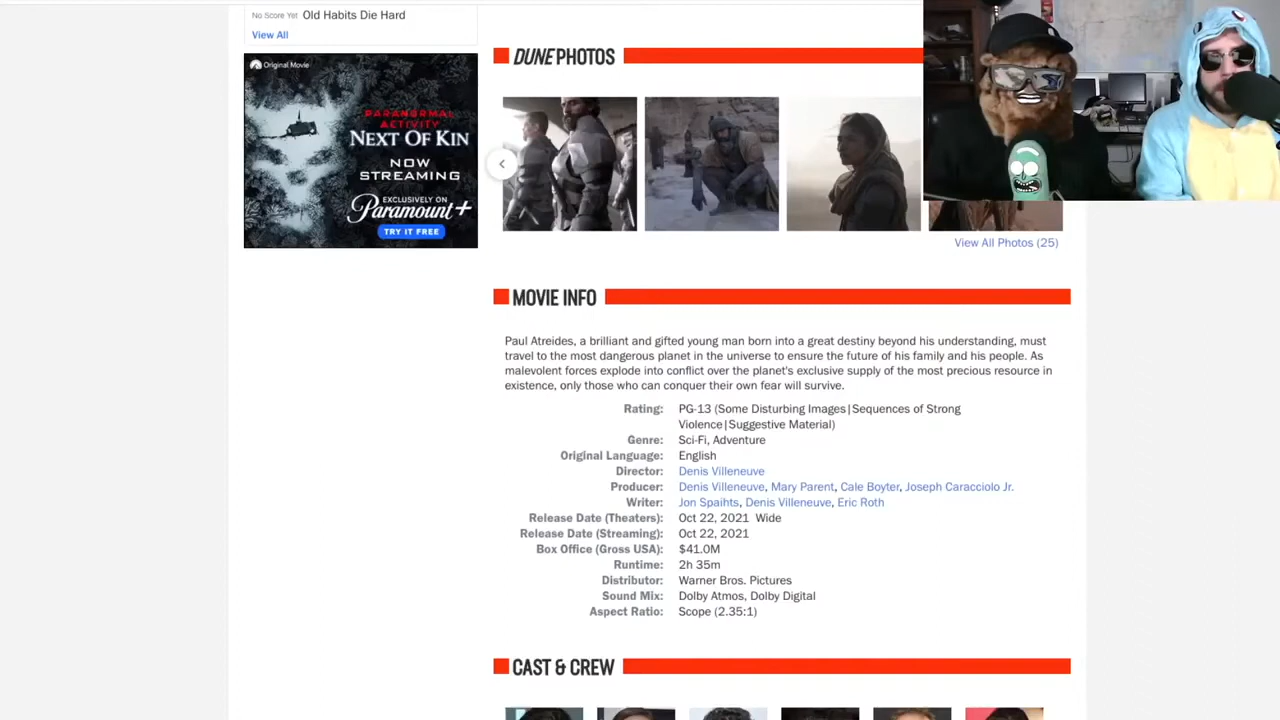 No Score Yet Old Habits Die Hard
View All
Original Movie
PARANORMAL
ACTIVITY
NEXT OF KIN
NOW
STREAMING
EXCLUSIVELY ON
Paramount+
TRY IT FREE
DUNE PHOTOS
View All Photos (25)
MOVIE INFO
Paul Atreides, a brilliant and gifted young man born into a great destiny beyond his understanding, must
travel to the most dangerous planet in the universe to ensure the future of his family and his people. As
malevolent forces explode into conflict over the planet's exclusive supply of the most precious resource in
existence, only those who can conquer their own fear will survive.
Rating: PG-13 (Some Disturbing Images|Sequences of Strong
Violence|Suggestive Material)
Genre: Sci-Fi, Adventure
Original Language: English
Director: Denis Villeneuve
Producer: Denis Villeneuve, Mary Parent, Cale Boyter, Joseph Caracciolo Jr.
Writer: Jon Spaihts, Denis Villeneuve, Eric Roth
Release Date (Theaters): Oct 22, 2021 Wide
Release Date (Streaming): Oct 22, 2021
Box Office (Gross USA): $41.0M
Runtime: 2h 35m
Distributor: Warner Bros. Pictures
Sound Mix: Dolby Atmos, Dolby Digital
Aspect Ratio: Scope (2.35:1)
CAST & CREW